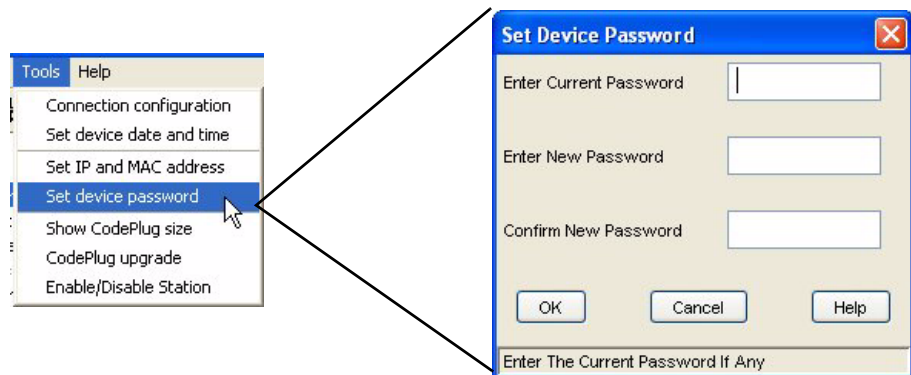 Tools Help
Connection configuration
Set device date and time
Set IP and MAC address
Set device password
Show CodePlug size
CodePlug upgrade
Enable/Disable Station
Set Device Password
Enter Current Password
Enter New Password
Confirm New Password
OK Cancel Help
Enter The Current Password If Any